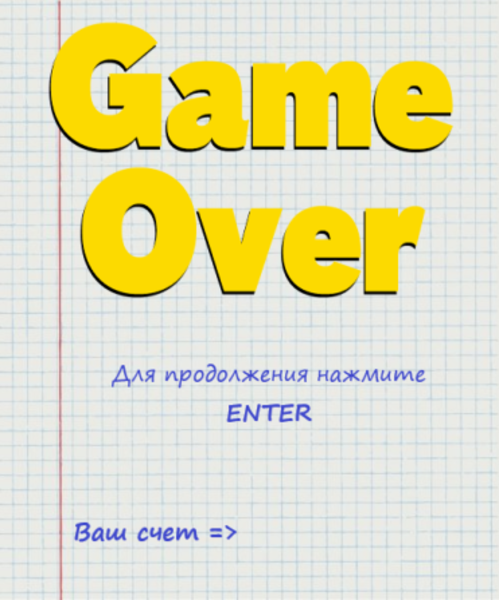 Game
Over
Для продолжения нажмите
ENTER
Ваш счет =>